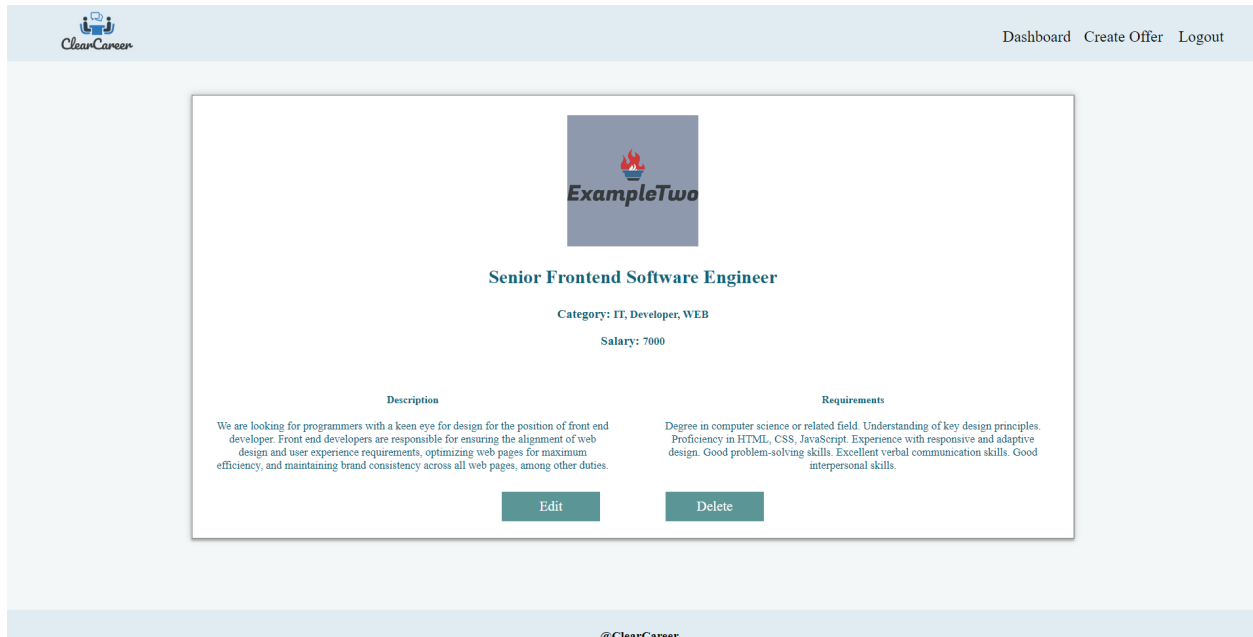 ClearCareer
Dashboard Create Offer Logout
ExampleTwo
Senior Frontend Software Engineer
Category: IT, Developer, WEB
Salary: 7000
Description
We are looking for programmers with a keen eye for design for the position of front end
developer. Front end developers are responsible for ensuring the alignment of web
design and user experience requirements, optimizing web pages for maximum
efficiency, and maintaining brand consistency across all web pages, among other duties.
Requirements
Degree in computer science or related field. Understanding of key design principles.
Proficiency in HTML, CSS, JavaScript. Experience with responsive and adaptive
design. Good problem-solving skills. Excellent verbal communication skills. Good
interpersonal skills.
Edit
Delete
@ClearCareer